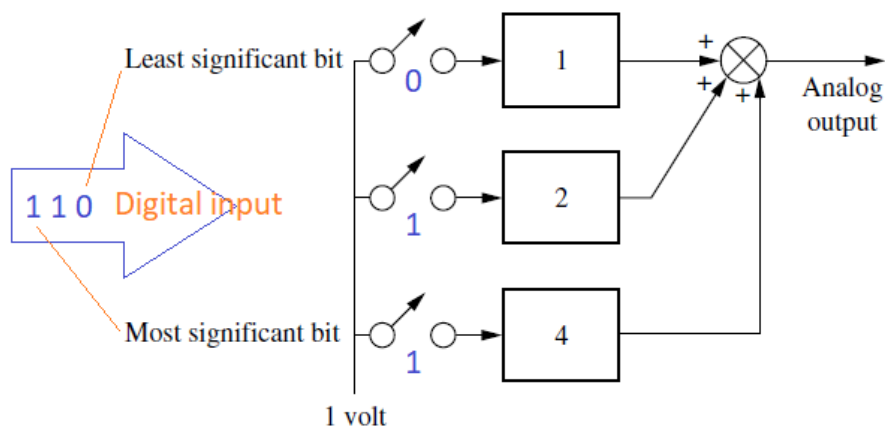 Least significant bit
0
1
+
+
+
Analog
output
1 1 0 Digital input
1
2
Most significant bit
1
4
1 volt